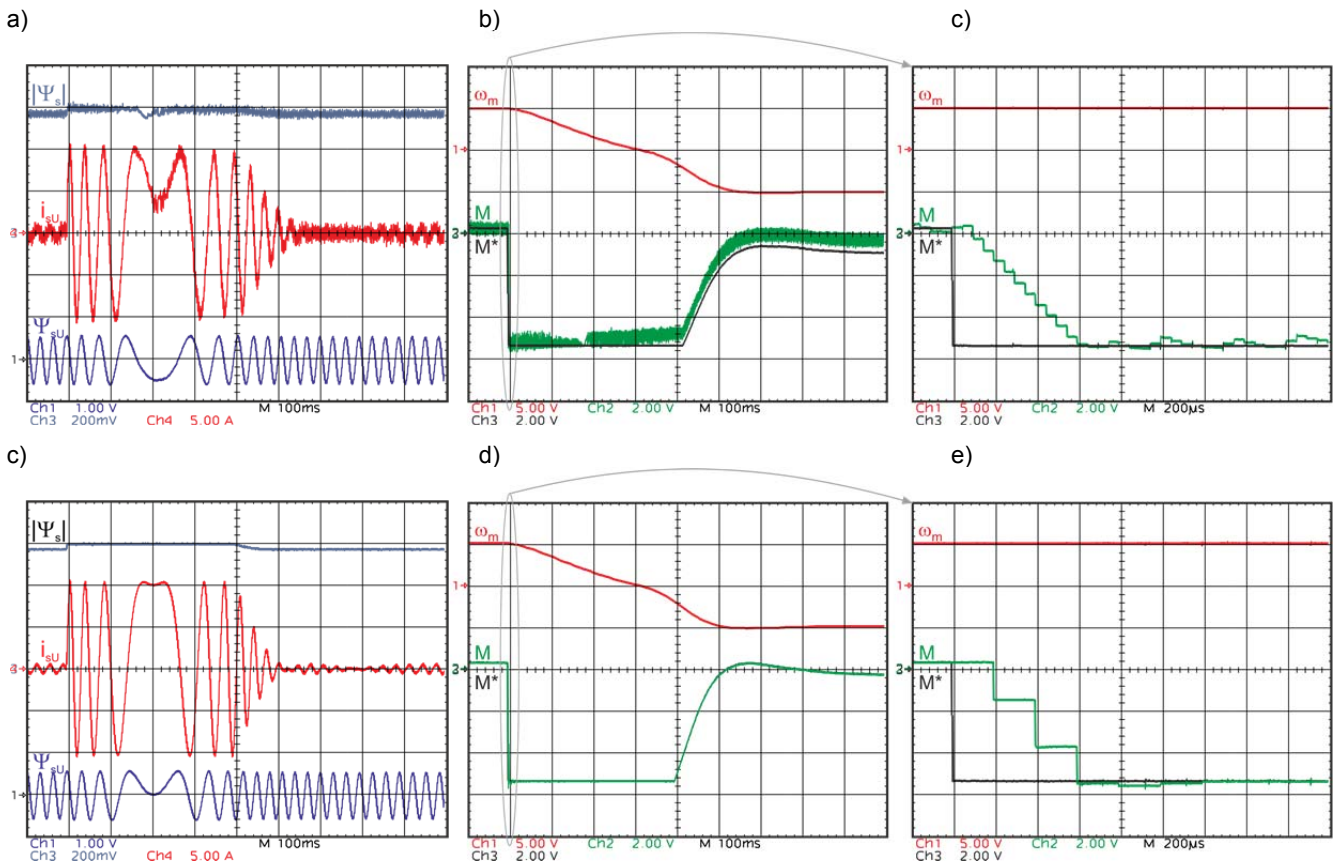 a)
b)
c)
|Ψs|
isU
ΨsU
3
1
Ch1 1.00 V M 100ms
Ch3 200mV Ch4 5.00 A
ωm
1
M
2
M*
Ch1 5.00 V Ch2 2.00 V M 100ms
Ch3 2.00 V
ωm
1
M
2
M*
Ch1 5.00 V Ch2 2.00 V M 200µs
Ch3 2.00 V
c)
d)
e)
|Ψs|
isU
ΨsU
3
1
Ch1 1.00 V M 100ms
Ch3 200mV Ch4 5.00 A
ωm
1
M
2
M*
Ch1 5.00 V Ch2 2.00 V M 100ms
Ch3 2.00 V
ωm
1
M
2
M*
Ch1 5.00 V Ch2 2.00 V M 200µs
Ch3 2.00 V